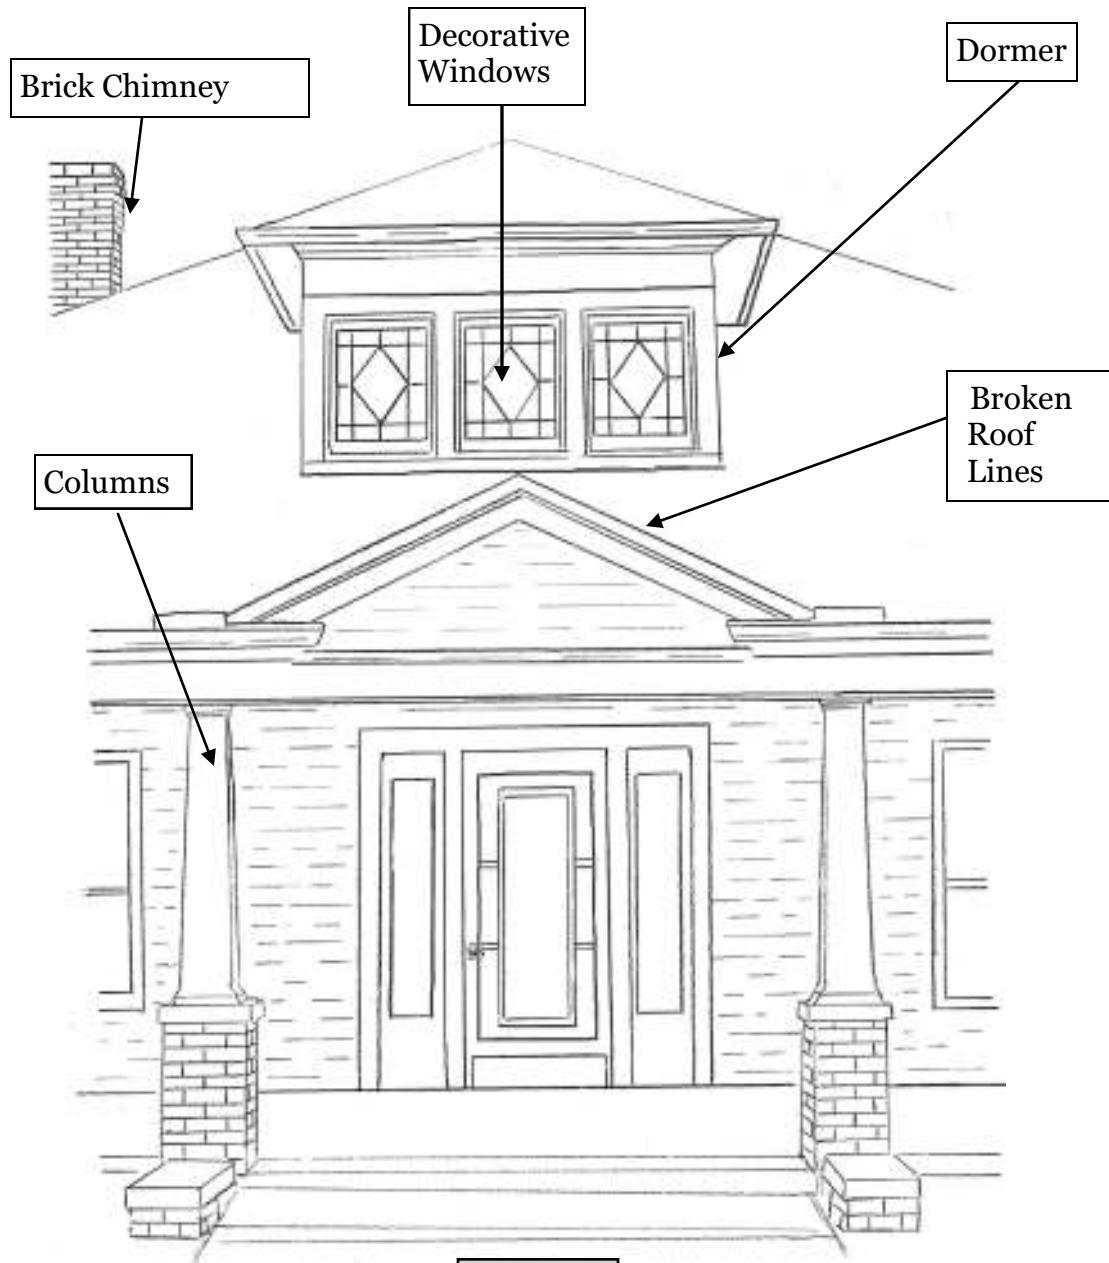 Decorative
Windows
Dormer
Brick Chimney
Broken
Roof
Lines
Columns